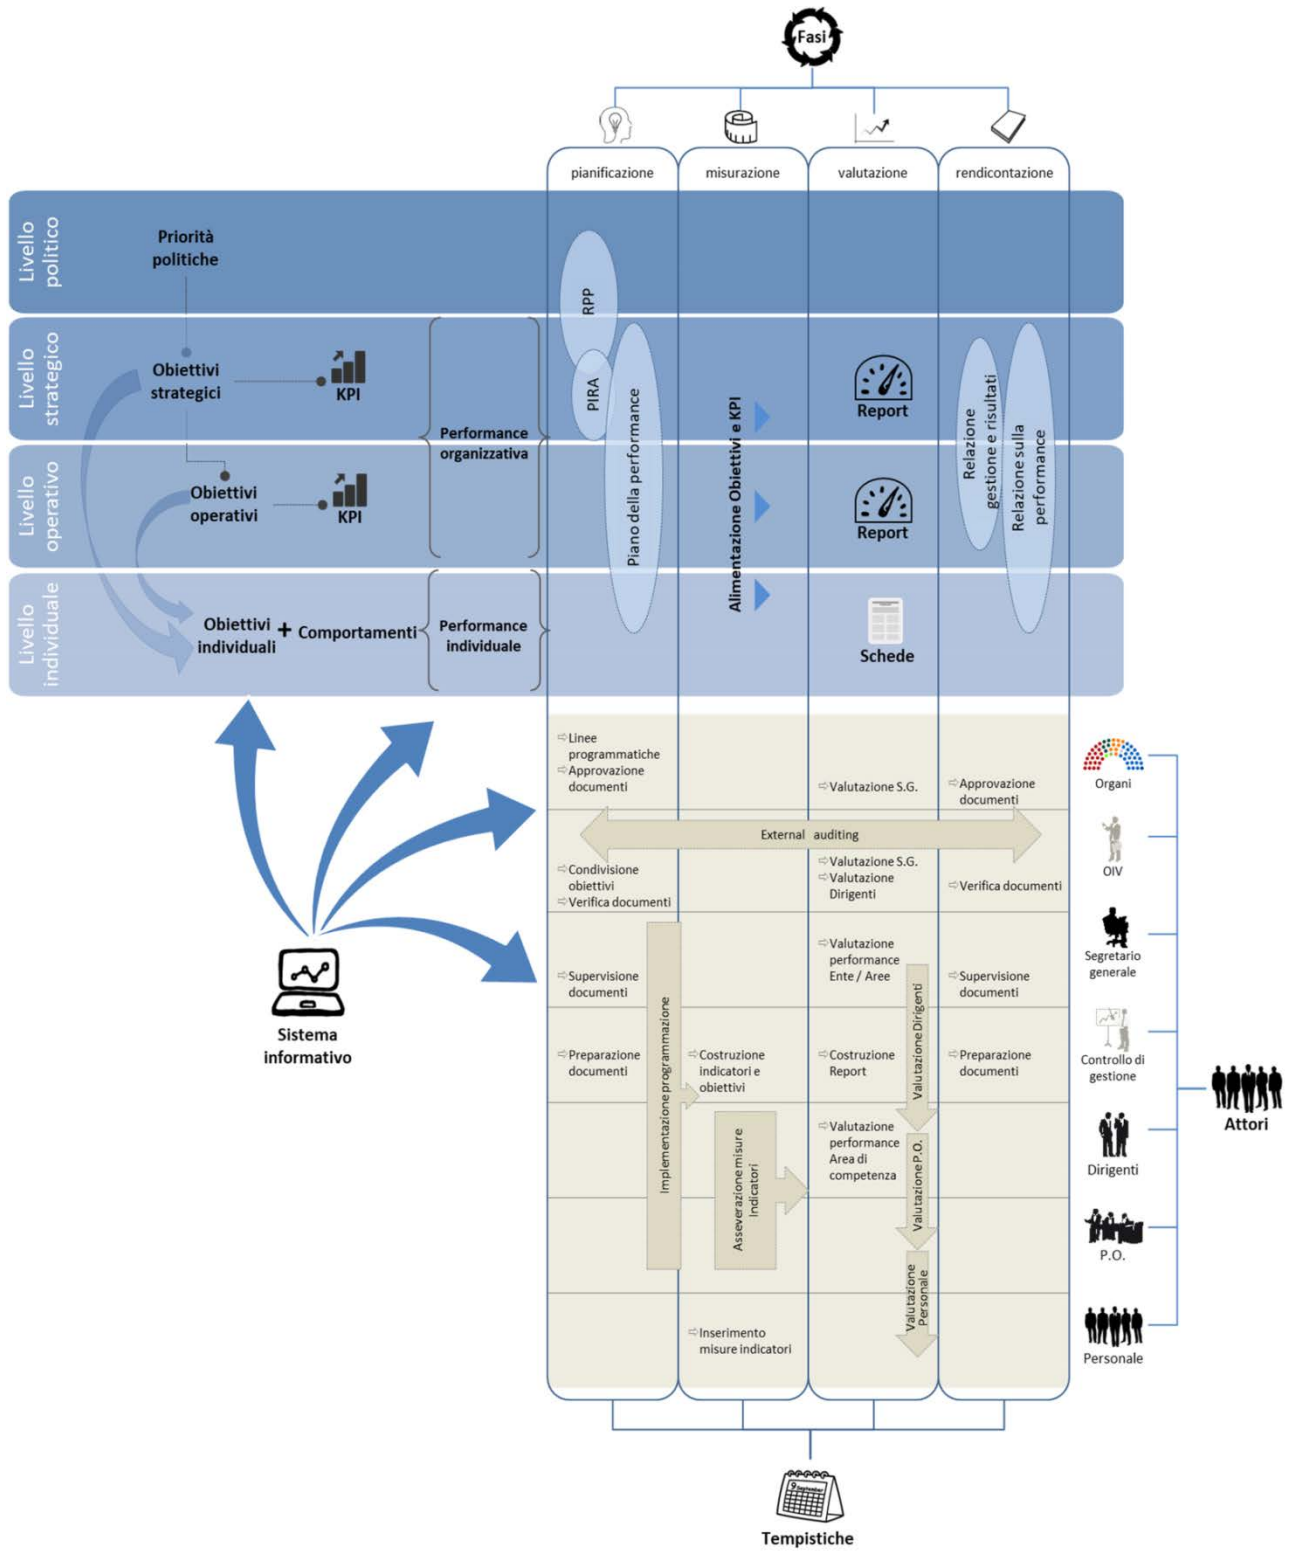 Fasi
pianificazione
misurazione
valutazione
rendicontazione
Livello
politico
Priorità
politiche
RPP
Livello
strategico
Obiettivi
strategici
KPI
PIRA
Report
Performance
organizzativa
Piano della performance
Alimentazione Obiettivi e KPI
Relazione
gestione e risultati
Relazione sulla
performance
Livello
operativo
Obiettivi
operativi
KPI
Report
Livello
individuale
Obiettivi
individuali
+
Comportamenti
Performance
individuale
Schede
⇨Linee
programmatiche
⇨Approvazione
documenti
⇨Valutazione S.G.
⇨Approvazione
documenti
Organi
External auditing
⇨Condivisione
obiettivi
⇨Verifica documenti
⇨Valutazione S.G.
⇨Valutazione
Dirigenti
⇨Verifica documenti
OIV
⇨Supervisione
documenti
⇨Valutazione
performance
Ente / Aree
⇨Supervisione
documenti
Segretario
generale
Implementazione programmazione
Valutazione Dirigenti
⇨Preparazione
documenti
⇨Costruzione
indicatori e
obiettivi
⇨Costruzione
Report
⇨Preparazione
documenti
Controllo di
gestione
Asseverazione misure
Indicatori
⇨Valutazione
performance
Area di
competenza
Valutazione P.O.
Dirigenti
P.O.
Valutazione
Personale
⇨Inserimento
misure indicatori
Personale
Attori
Sistema
informativo
9 September
Tempistiche